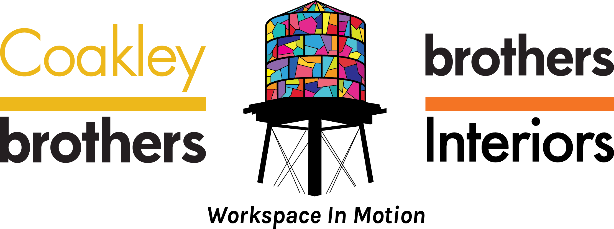 Coakley
brothers
brothers
Interiors
Workspace In Motion